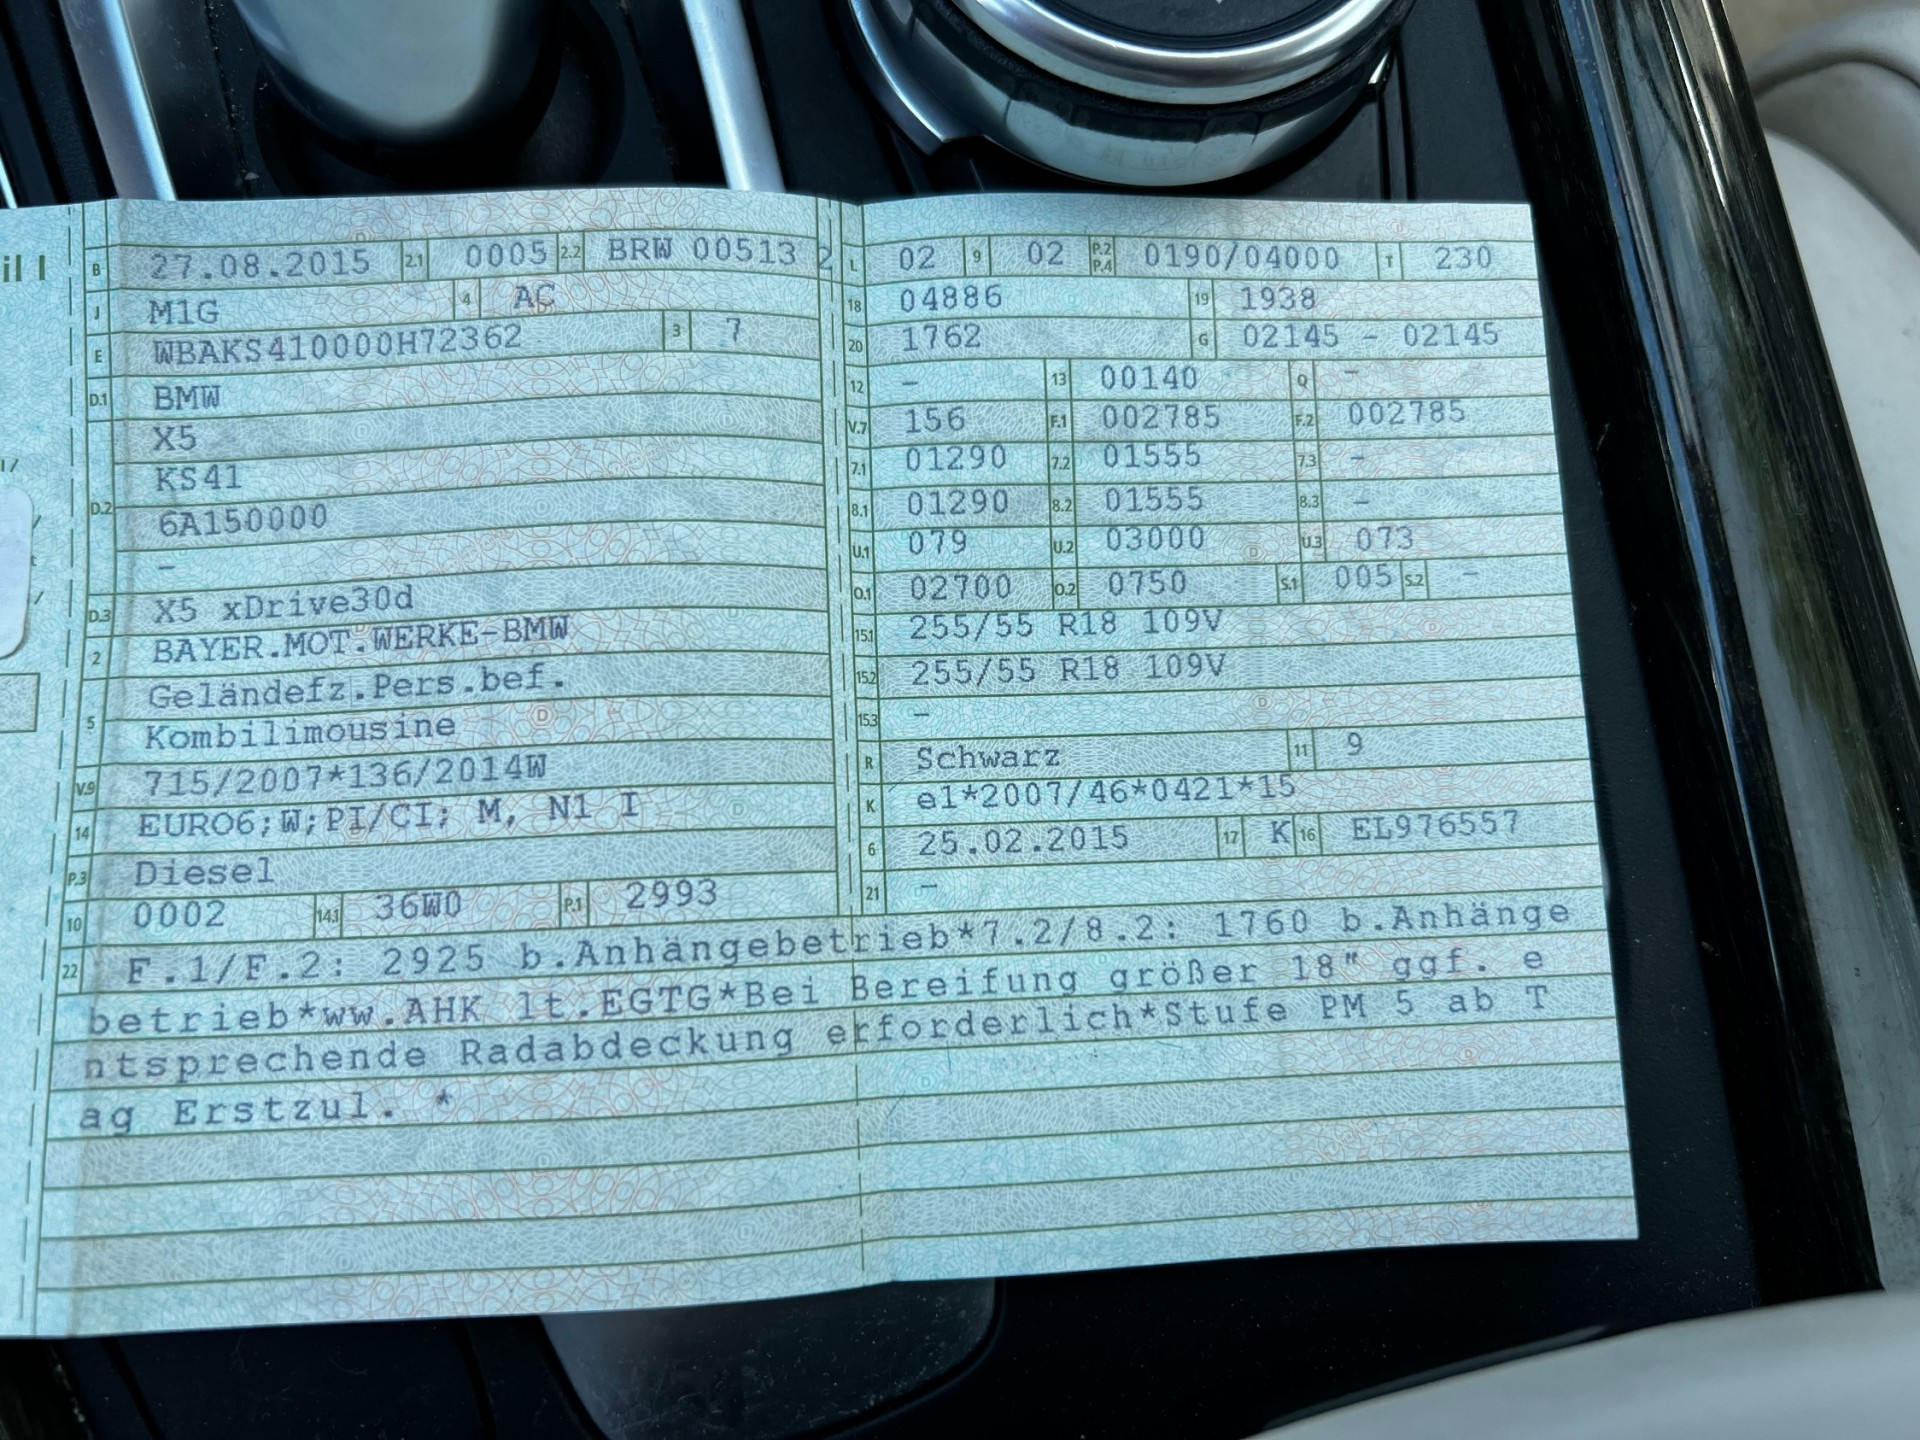 il I
B 27.08.2015 2.1 0005 2.2 BRW 00513 2
J M1G 4 AC
E WBAKS410000H72362 3 7
D.1 BMW
X5
D.2 KS41
6A150000
–
D.3 X5 xDrive30d
2 BAYER.MOT.WERKE-BMW
5 Geländefz.Pers.bef.
Kombilimousine
V.9 715/2007*136/2014W
14 EURO6;W;PI/CI; M, N1 I
P.3 Diesel
10 0002 14.1 36W0 P.1 2993
L 02 9 02 P.2 P.4 0190/04000 T 230
18 04886 19 1938
20 1762 G 02145 – 02145
12 – 13 00140 Q –
V.7 156 F.1 002785 F.2 002785
7.1 01290 7.2 01555 7.3 –
8.1 01290 8.2 01555 8.3 –
U.1 079 U.2 03000 U.3 073
O.1 02700 O.2 0750 S.1 005 S.2 –
15.1 255/55 R18 109V
15.2 255/55 R18 109V
15.3 –
R Schwarz 11 9
K e1*2007/46*0421*15
6 25.02.2015 17 K 16 EL976557
21 –
22 F.1/F.2: 2925 b.Anhängebetrieb*7.2/8.2: 1760 b.Anhänge
betrieb*ww.AHK lt.EGTG*Bei Bereifung größer 18" ggf. e
ntsprechende Radabdeckung erforderlich*Stufe PM 5 ab T
ag Erstzul. *